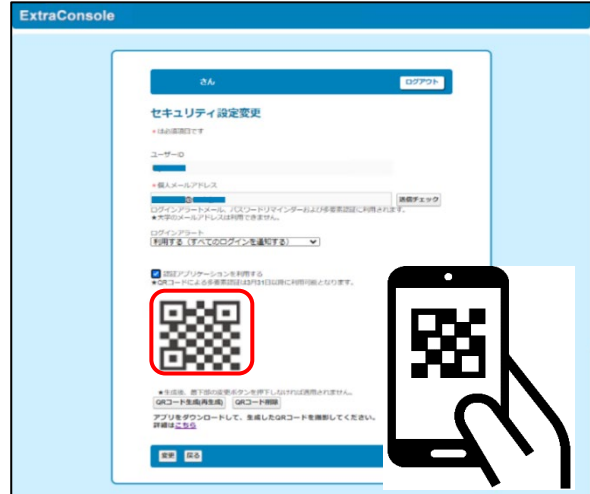 ExtraConsole
さん
ログアウト
セキュリティ設定変更
*は必須項目です
ユーザーID
*個人メールアドレス
@
送信チェック
ログインアラートメール、パスワードリマインダーおよび多要素認証に利用されます。
★大学のメールアドレスは利用できません。
ログインアラート
利用する（すべてのログインを通知する）
認証アプリケーションを利用する
★QRコードによる多要素認証は3月31日以降に利用可能となります。
★生成後、最下部の変更ボタンを押下しなければ適用されません。
QRコード生成(再生成) QRコード削除
アプリをダウンロードして、生成したQRコードを撮影してください。
詳細はこちら
変更 戻る